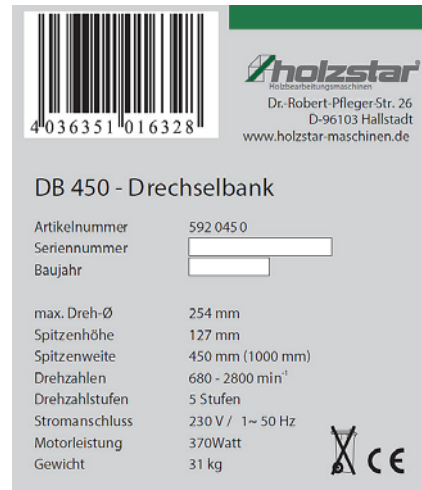 4 036351 016328
holzstar
Holzbearbeitungsmaschinen
Dr.-Robert-Pfleger-Str. 26
D-96103 Hallstadt
www.holzstar-maschinen.de
DB 450 - Drechselbank
Artikelnummer 592 0450
Seriennummer
Baujahr
max. Dreh-Ø 254 mm
Spitzenhöhe 127 mm
Spitzenweite 450 mm (1000 mm)
Drehzahlen 680 - 2800 min⁻¹
Drehzahlstufen 5 Stufen
Stromanschluss 230 V / 1~ 50 Hz
Motorleistung 370Watt
Gewicht 31 kg
CE